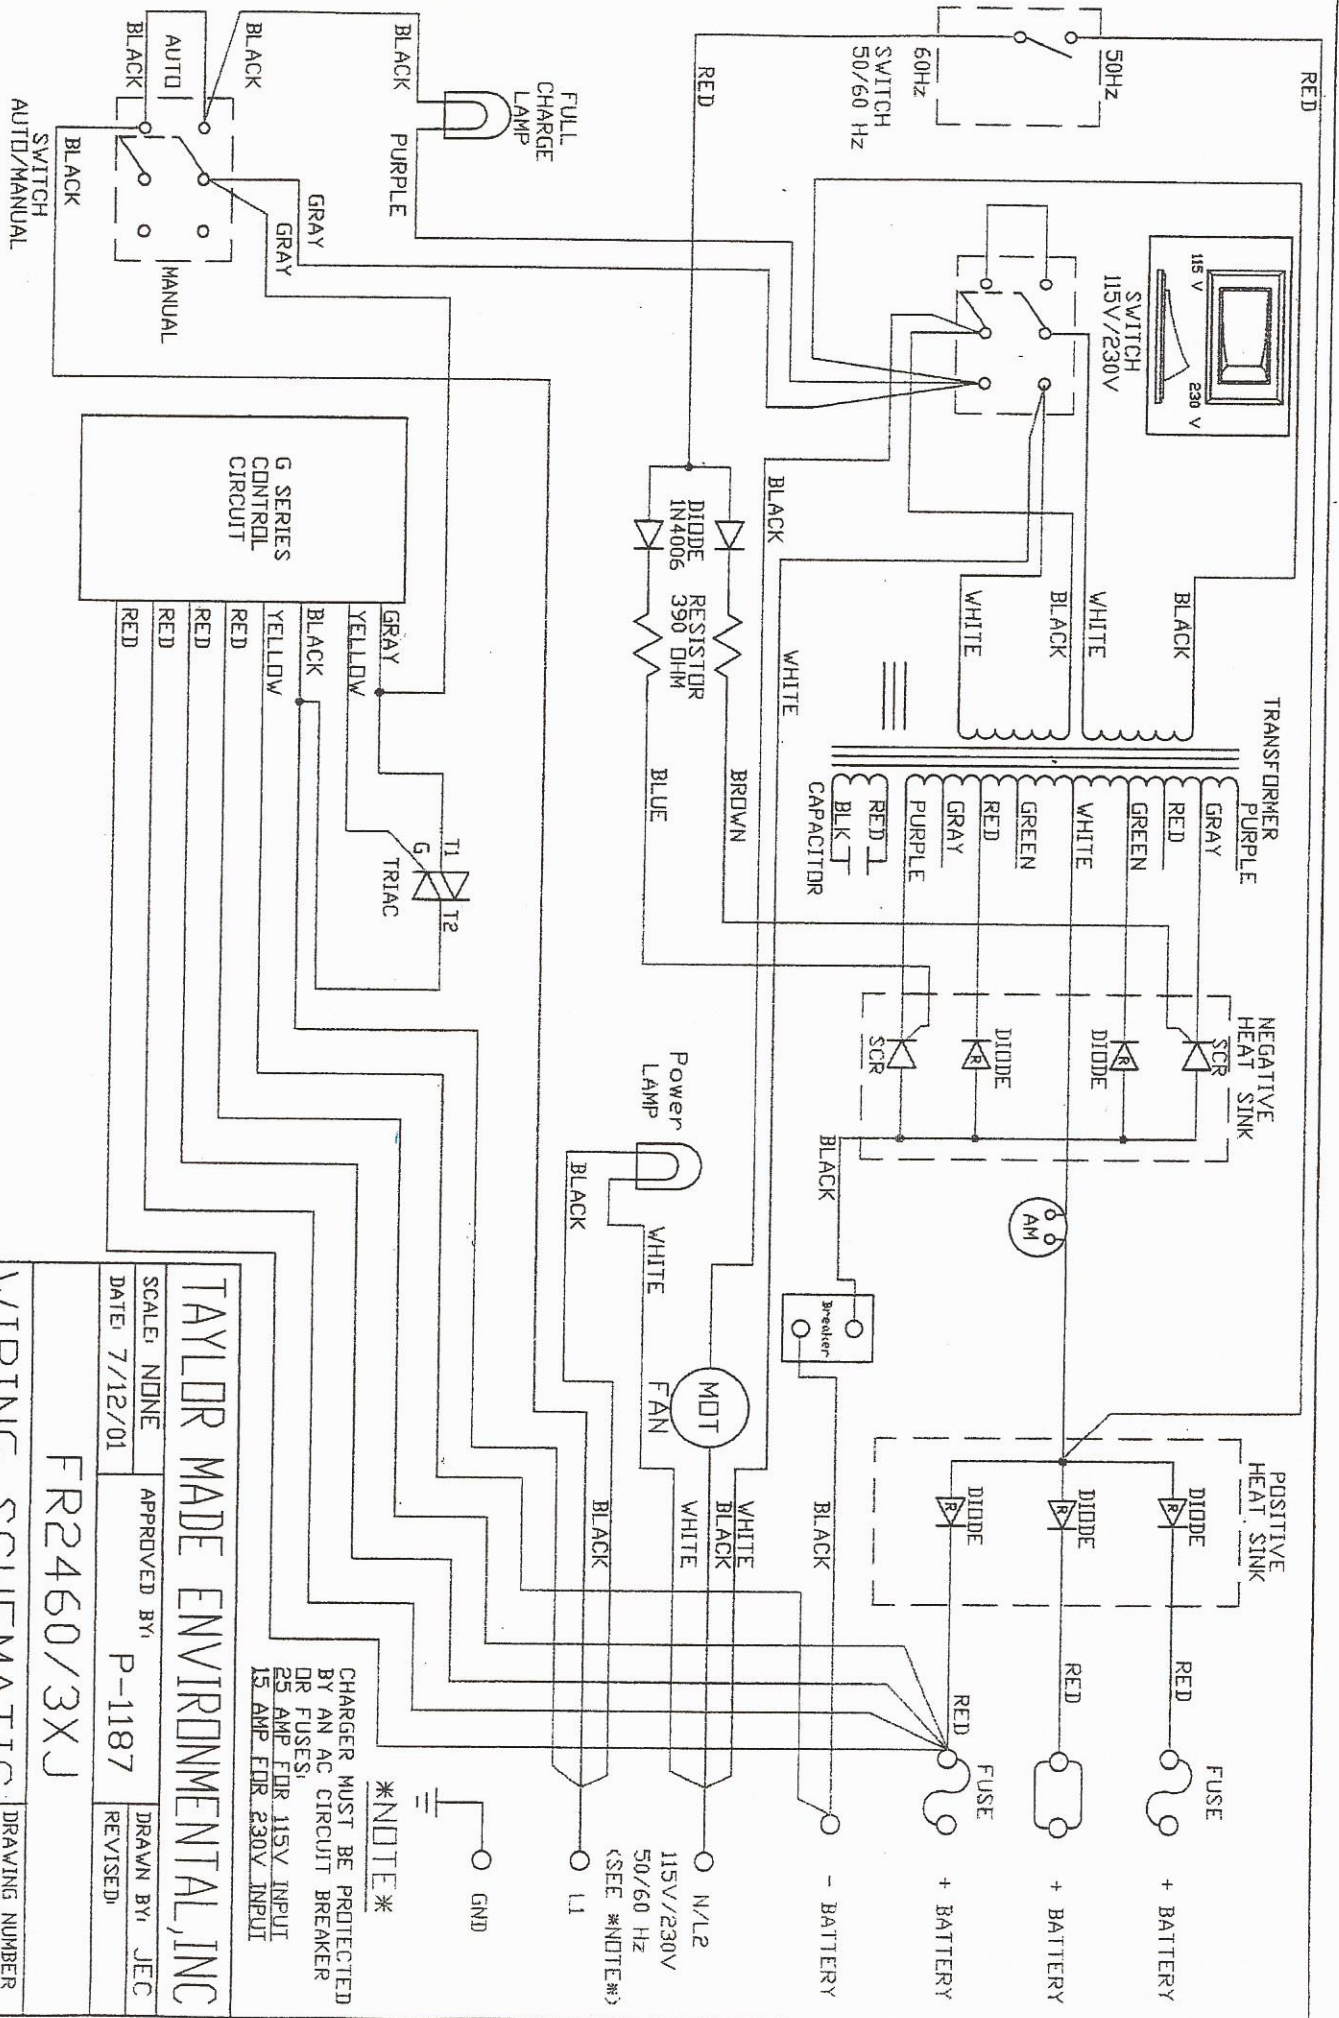 RED
50Hz
60Hz
SWITCH
50/60 Hz
RED
115 V
230 V
SWITCH
115V/230V
FULL
CHARGE
LAMP
BLACK
PURPLE
BLACK
AUTO
BLACK
BLACK
GRAY
GRAY
MANUAL
SWITCH
AUTO/MANUAL
TRANSFORMER
BLACK
WHITE
BLACK
WHITE
PURPLE
GRAY
RED
GREEN
WHITE
GREEN
RED
GRAY
PURPLE
RED
BLK
CAPACITOR
BLACK
WHITE
DIODE
1N4006
RESISTOR
390 OHM
BROWN
BLUE
G SERIES
CONTROL
CIRCUIT
GRAY
YELLOW
BLACK
YELLOW
RED
RED
RED
RED
T1
G
T2
TRIAC
NEGATIVE
HEAT SINK
SCR
DIODE
R
DIODE
R
SCR
BLACK
AM
Breaker
Power
LAMP
BLACK
WHITE
MOT
FAN
POSITIVE
HEAT SINK
DIODE
R
DIODE
R
DIODE
R
BLACK
WHITE
BLACK
WHITE
BLACK
RED
RED
RED
FUSE
FUSE
+ BATTERY
+ BATTERY
+ BATTERY
- BATTERY
N/L2
115V/230V
50/60 Hz
(SEE *NOTE*)
L1
GND
*NOTE*
CHARGER MUST BE PROTECTED
BY AN AC CIRCUIT BREAKER
OR FUSES:
25 AMP FOR 115V INPUT
15 AMP FOR 230V INPUT
TAYLOR MADE ENVIRONMENTAL,INC
SCALE: NONE
APPROVED BY:
DRAWN BY: JEC
DATE: 7/12/01
P-1187
REVISED:
FR2460/3XJ
WIRING SCHEMATIC
DRAWING NUMBER